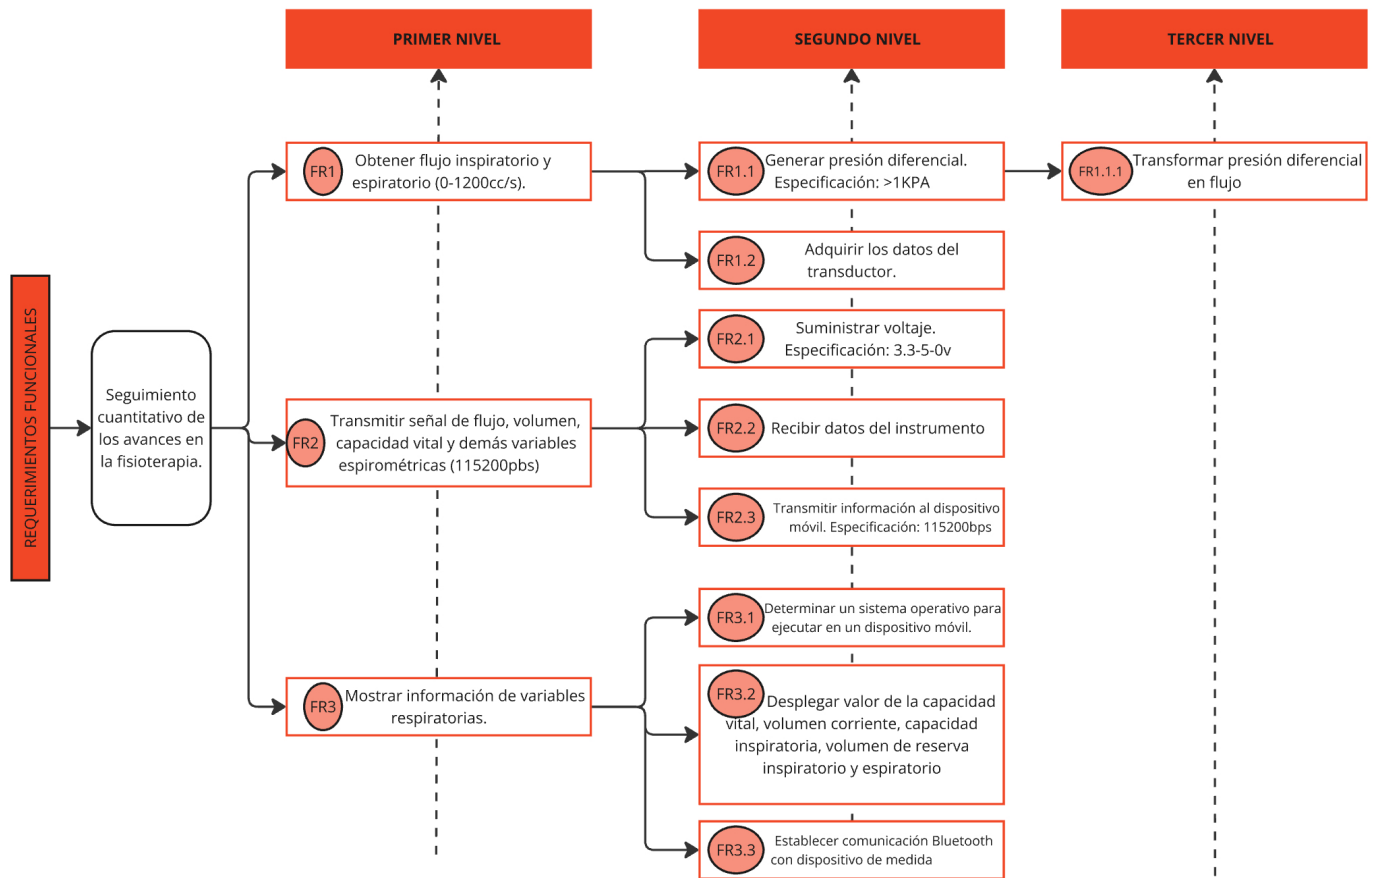 PRIMER NIVEL
SEGUNDO NIVEL
TERCER NIVEL
REQUERIMIENTOS FUNCIONALES
Seguimiento
cuantitativo de
los avances en
la fisioterapia.
FR1
Obtener flujo inspiratorio y
espiratorio (0-1200cc/s).
FR1.1
Generar presión diferencial.
Especificación: >1KPA
FR1.1.1
Transformar presión diferencial
en flujo
FR1.2
Adquirir los datos del
transductor.
FR2
Transmitir señal de flujo, volumen,
capacidad vital y demás variables
espirométricas (115200pbs)
FR2.1
Suministrar voltaje.
Especificación: 3.3-5-0v
FR2.2
Recibir datos del instrumento
FR2.3
Transmitir información al dispositivo
móvil. Especificación: 115200bps
FR3
Mostrar información de variables
respiratorias.
FR3.1
Determinar un sistema operativo para
ejecutar en un dispositivo móvil.
FR3.2
Desplegar valor de la capacidad
vital, volumen corriente, capacidad
inspiratoria, volumen de reserva
inspiratorio y espiratorio
FR3.3
Establecer comunicación Bluetooth
con dispositivo de medida